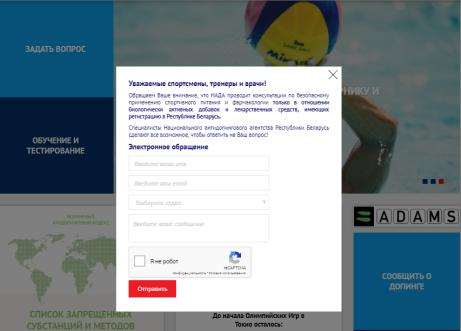 ЗАДАТЬ ВОПРОС
ОБУЧЕНИЕ И
ТЕСТИРОВАНИЕ
Уважаемые спортсмены, тренеры и врачи!
Обращаем Ваше внимание, что НАДА проводит консультации по безопасному
применению спортивного питания и фармакологии только в отношении
биологически активных добавок и лекарственных средств, имеющих
регистрацию в Республике Беларусь.
Специалисты Национального антидопингового агентства Республики Беларусь
сделают все возможное, чтобы ответить на Ваш вопрос!
Электронное обращение
Введите ваше имя
Введите ваш email
Выберите отдел
Введите ваше сообщение
Я не робот
reCAPTCHA
Конфиденциальность - Условия использования
Отправить
РНИКУ И
ВСЕМИРНЫЙ
АНТИДОПИНГОВЫЙ КОДЕКС
СПИСОК ЗАПРЕЩЕННЫХ
СУБСТАНЦИЙ И МЕТОДОВ
До начала Олимпийских Игр в
Токио осталось:
ADAMS
СООБЩИТЬ О
ДОПИНГЕ